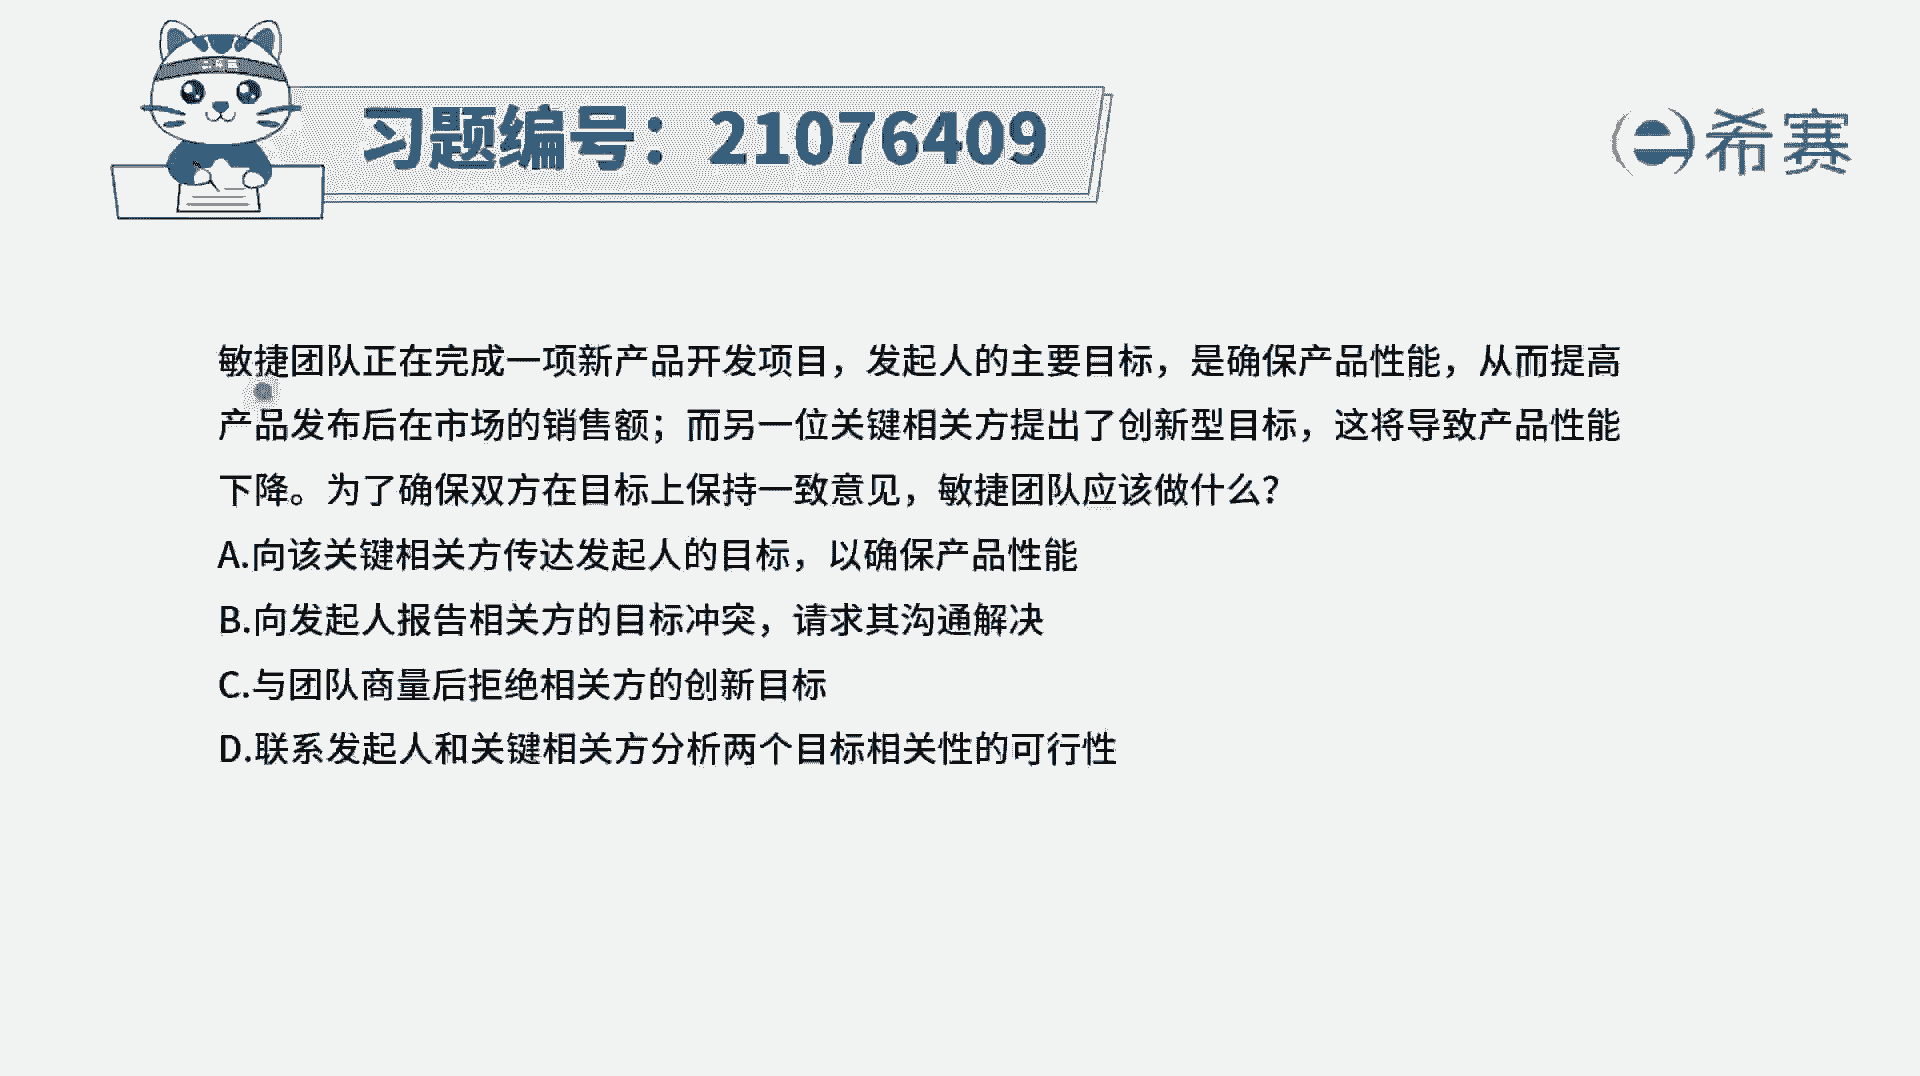 习题编号：21076409
希赛
敏捷团队正在完成一项新产品开发项目，发起人的主要目标，是确保产品性能，从而提高
产品发布后在市场的销售额；而另一位关键相关方提出了创新型目标，这将导致产品性能
下降。为了确保双方在目标上保持一致意见，敏捷团队应该做什么？
A.向该关键相关方传达发起人的目标，以确保产品性能
B.向发起人报告相关方的目标冲突，请求其沟通解决
C.与团队商量后拒绝相关方的创新目标
D.联系发起人和关键相关方分析两个目标相关性的可行性